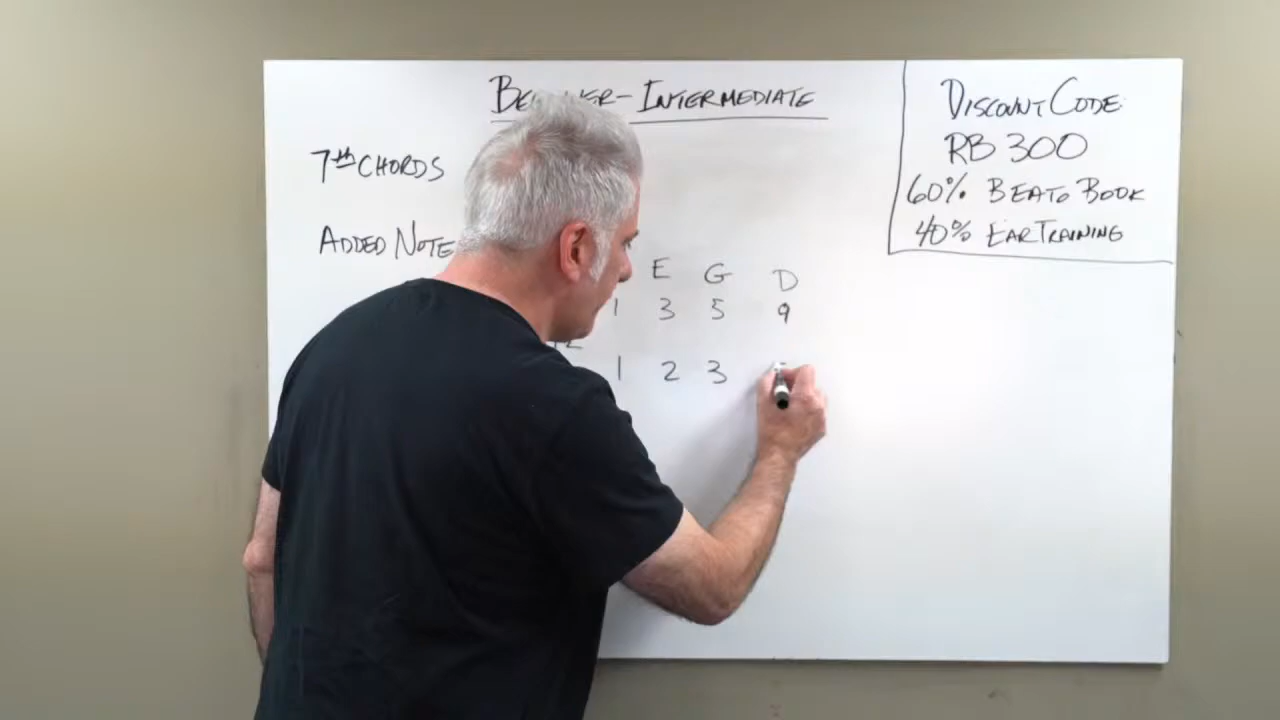 BEGINNER-INTERMEDIATE
7th CHORDS
ADDED NOTE
E G D
1 3 5 9
1 2 3
DISCOUNT CODE
RB 300
60% BEATO BOOK
40% EAR TRAINING